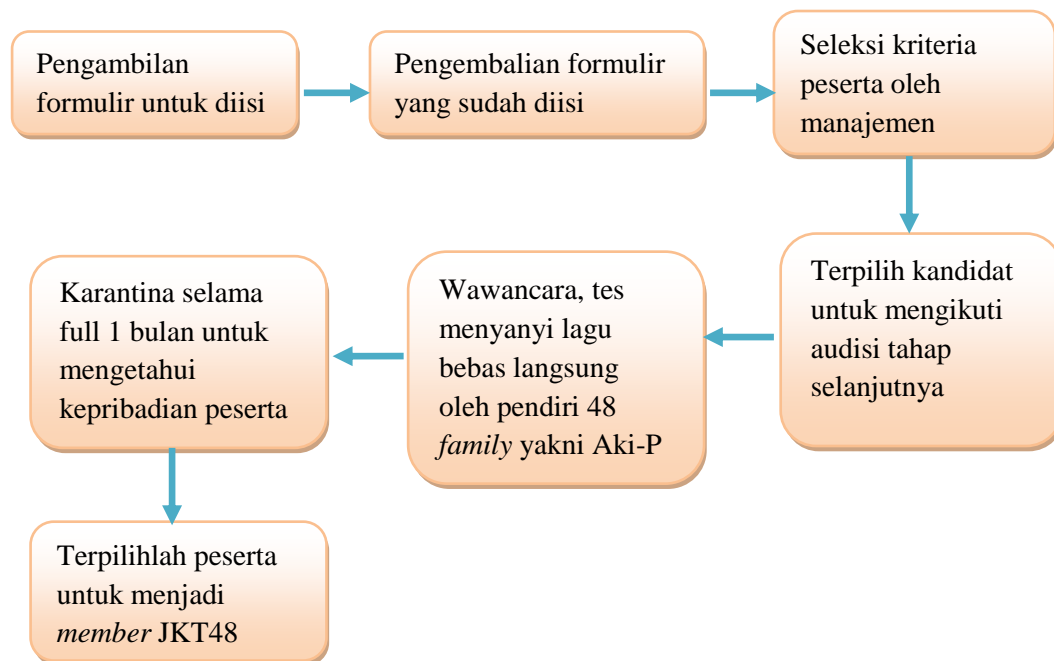 Pengambilan
formulir untuk diisi
Pengembalian formulir
yang sudah diisi
Seleksi kriteria
peserta oleh
manajemen
Terpilih kandidat
untuk mengikuti
audisi tahap
selanjutnya
Wawancara, tes
menyanyi lagu
bebas langsung
oleh pendiri 48
family yakni Aki-P
Karantina selama
full 1 bulan untuk
mengetahui
kepribadian peserta
Terpilihlah peserta
untuk menjadi
member JKT48